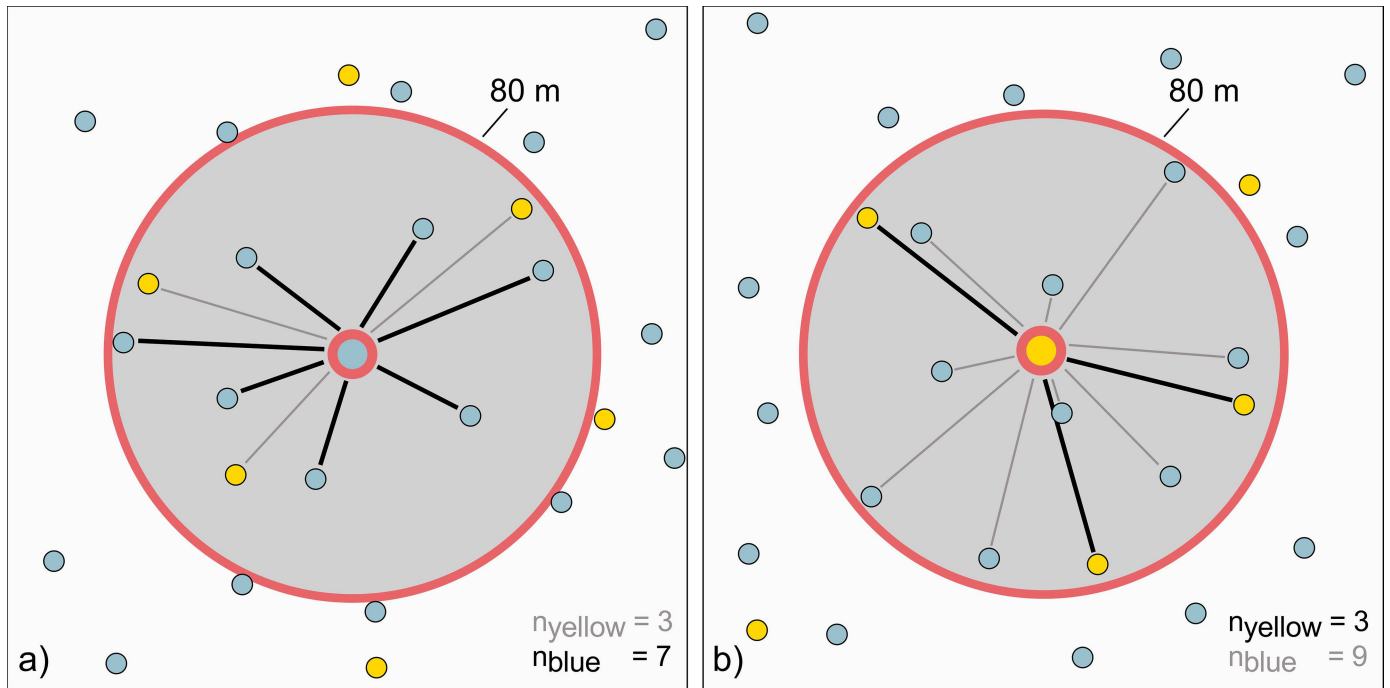 80 m
nyellow = 3
nblue = 7
a)
80 m
nyellow = 3
nblue = 9
b)